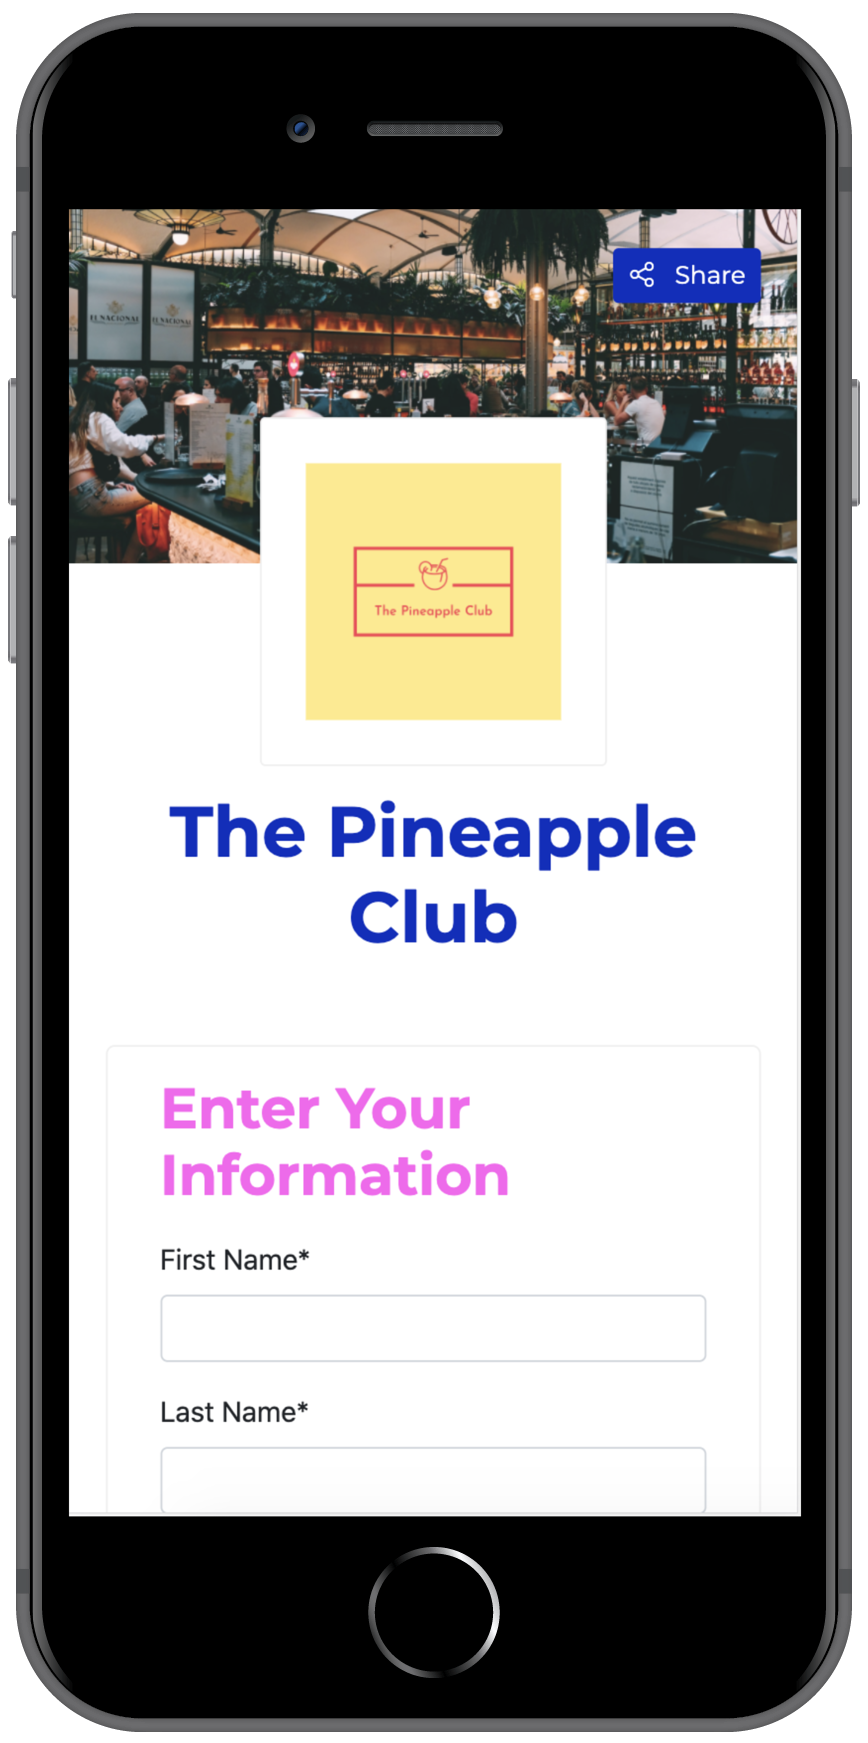 Share
EL NACIONAL
EL NACIONAL
The Pineapple Club
The Pineapple
Club
Enter Your
Information
First Name*
Last Name*